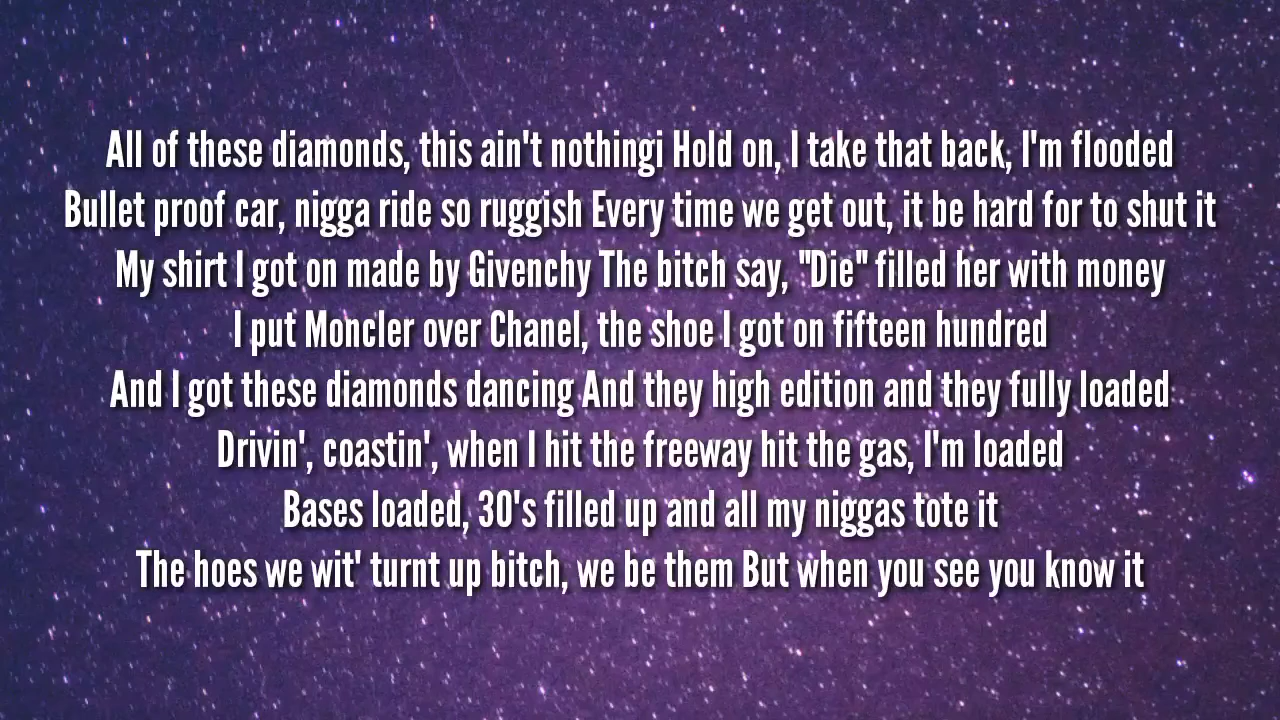 All of these diamonds, this ain't nothingi Hold on, I take that back, I'm flooded
Bullet proof car, nigga ride so ruggish Every time we get out, it be hard for to shut it
My shirt I got on made by Givenchy The bitch say, "Die" filled her with money
I put Moncler over Chanel, the shoe I got on fifteen hundred
And I got these diamonds dancing And they high edition and they fully loaded
Drivin', coastin', when I hit the freeway hit the gas, I'm loaded
Bases loaded, 30's filled up and all my niggas tote it
The hoes we wit' turnt up bitch, we be them But when you see you know it